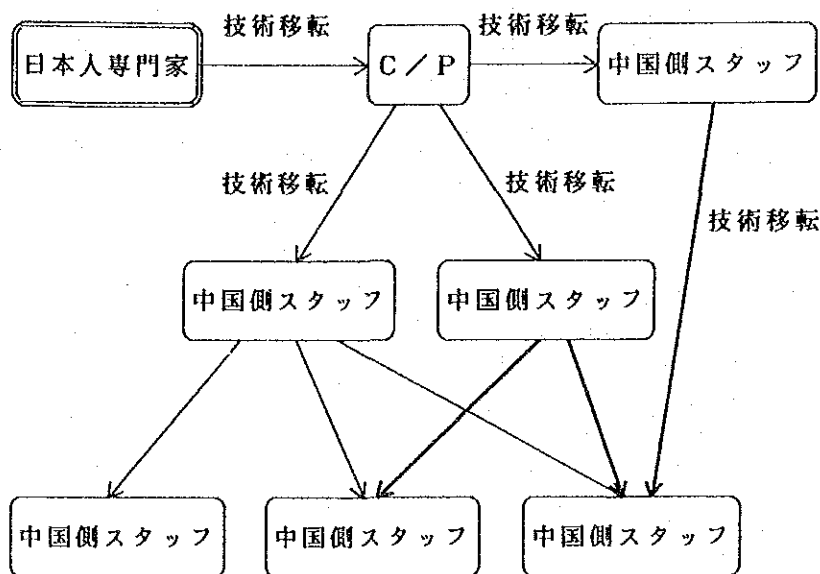 技術移転
技術移転
日本人専門家
C／P
中国側スタッフ
技術移転
技術移転
技術移転
中国側スタッフ
中国側スタッフ
中国側スタッフ
中国側スタッフ
中国側スタッフ